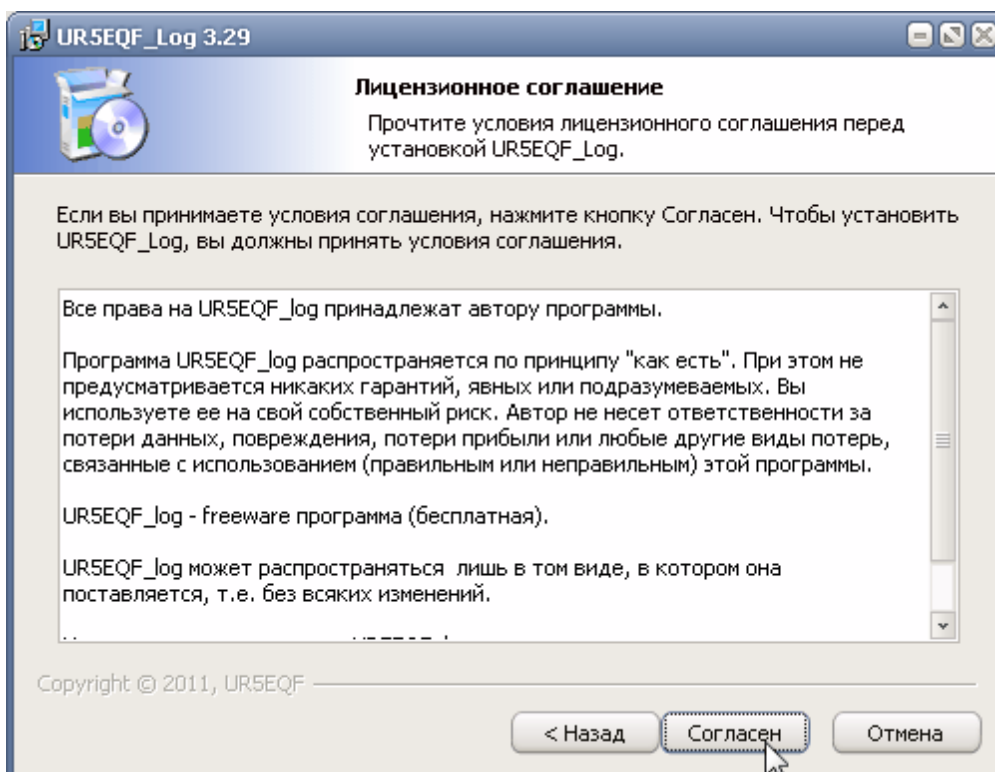 UR5EQF_Log 3.29
Лицензионное соглашение
Прочтите условия лицензионного соглашения перед
установкой UR5EQF_Log.
Если вы принимаете условия соглашения, нажмите кнопку Согласен. Чтобы установить
UR5EQF_Log, вы должны принять условия соглашения.
Все права на UR5EQF_log принадлежат автору программы.
Программа UR5EQF_log распространяется по принципу "как есть". При этом не
предусматривается никаких гарантий, явных или подразумеваемых. Вы
используете ее на свой собственный риск. Автор не несет ответственности за
потери данных, повреждения, потери прибыли или любые другие виды потерь,
связанные с использованием (правильным или неправильным) этой программы.
UR5EQF_log - freeware программа (бесплатная).
UR5EQF_log может распространяться  лишь в том виде, в котором она
поставляется, т.е. без всяких изменений.
Copyright © 2011, UR5EQF
< Назад
Согласен
Отмена